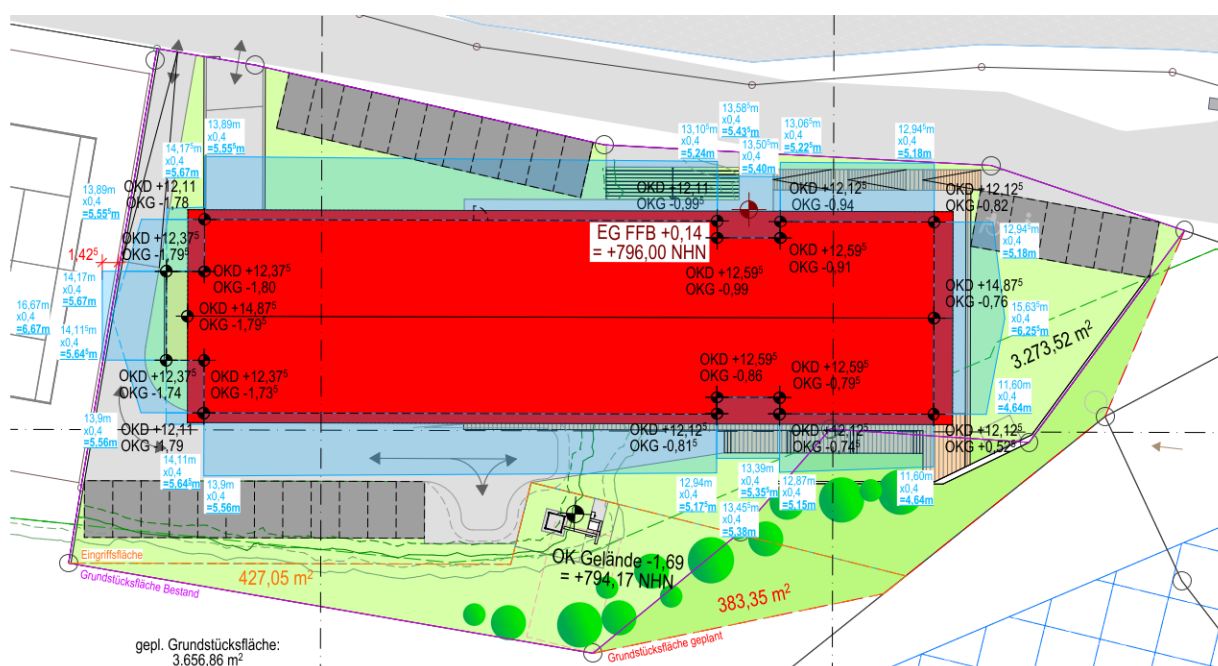 13,58⁵m
x0,4
=5,43⁵m
13,89m
x0,4
=5,55⁵m
13,10⁵m
x0,4
=5,24m
13,50⁵m
x0,4
=5,40m
13,06⁵m
x0,4
=5,22⁵m
12,94⁵m
x0,4
=5,18m
14,17⁵m
x0,4
=5,67m
13,89m
x0,4
=5,55⁵m
OKD +12,11
OKG -1,78
OKD +12,11
OKG -0,99⁵
OKD +12,12⁵
OKG -0,94
OKD +12,12⁵
OKG -0,82
EG FFB +0,14
= +796,00 NHN
OKD +12,37⁵
OKG -1,79⁵
1,42⁵
12,94⁵m
x0,4
=5,18m
OKD +12,59⁵
OKG -0,91
OKD +12,37⁵
OKG -1,80
OKD +12,59⁵
OKG -0,99
14,17m
x0,4
=5,67m
OKD +14,87⁵
OKG -0,76
16,67m
x0,4
=6,67m
OKD +14,87⁵
OKG -1,79⁵
15,63⁵m
x0,4
=6,25m
14,11⁵m
x0,4
=5,64⁵m
3.273,52 m²
OKD +12,59⁵
OKG -0,86
OKD +12,59⁵
OKG -0,79⁵
OKD +12,37⁵
OKG -1,74
OKD +12,37⁵
OKG -1,73⁵
11,60m
x0,4
=4,64m
13,9m
x0,4
=5,56m
OKD +12,11
OKG -1,79
OKD +12,12⁵
OKG -0,81⁵
OKD +12,12⁵
OKG -0,74⁵
OKD +12,12⁵
OKG +0,52⁵
14,11m
x0,4
=5,64⁵m
13,9m
x0,4
=5,56m
12,94m
x0,4
=5,17⁵m
13,39m
x0,4
=5,35⁵m
12,87m
x0,4
=5,15m
11,60m
x0,4
=4,64m
13,45⁵m
x0,4
=5,38m
Eingriffsfläche
Grundstücksfläche Bestand
427,05 m²
OK Gelände -1,69
= +794,17 NHN
383,35 m²
Grundstücksfläche geplant
gepl. Grundstücksfläche:
3.656,86 m²